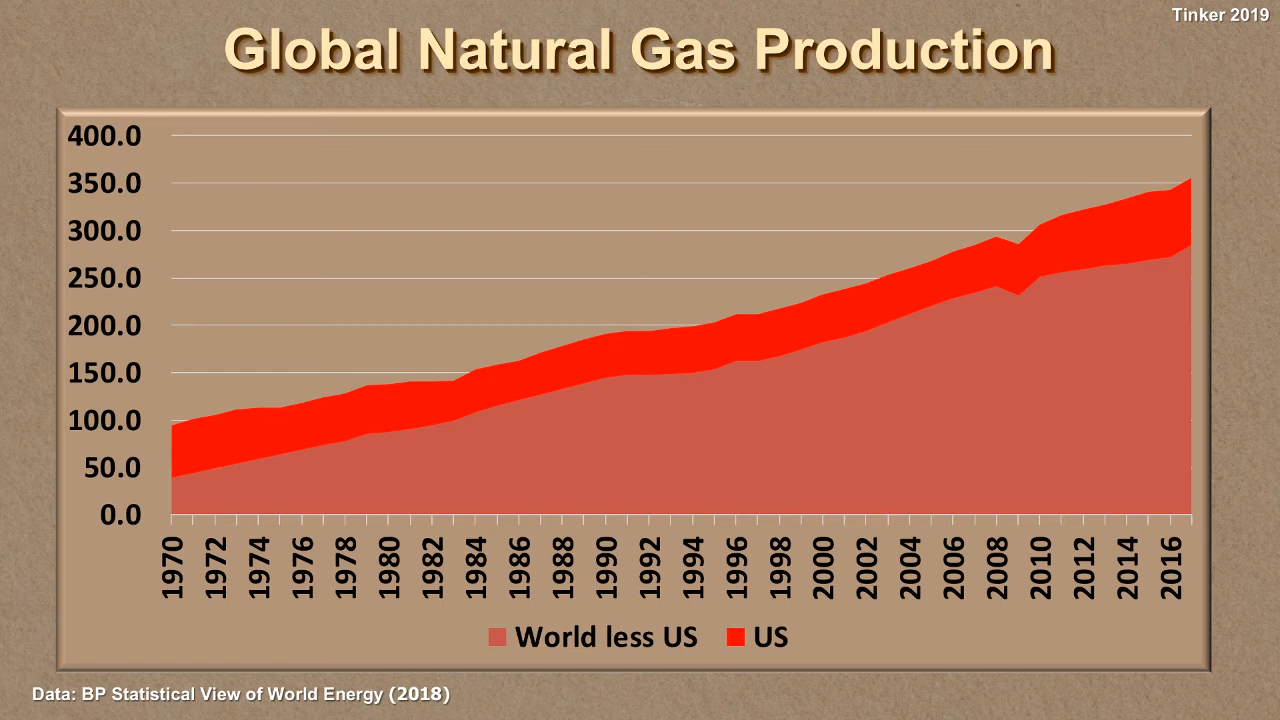 Tinker 2019
Global Natural Gas Production
400.0
350.0
300.0
250.0
200.0
150.0
100.0
50.0
0.0
1970 1972 1974 1976 1978 1980 1982 1984 1986 1988 1990 1992 1994 1996 1998 2000 2002 2004 2006 2008 2010 2012 2014 2016
World less US US
Data: BP Statistical View of World Energy (2018)